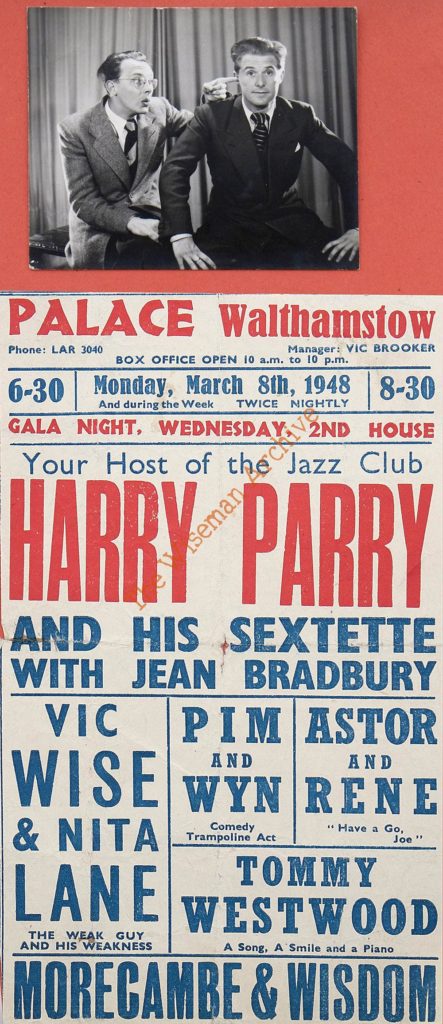 PALACE Walthamstow
Phone: LAR 3040 Manager: VIC BROOKER
BOX OFFICE OPEN 10 a.m. to 10 p.m.
6-30 Monday, March 8th, 1948 8-30
And during the Week TWICE NIGHTLY
GALA NIGHT, WEDNESDAY, 2ND HOUSE
Your Host of the Jazz Club
HARRY PARRY
AND HIS SEXTETTE
WITH JEAN BRADBURY
VIC
WISE
& NITA
LANE
THE WEAK GUY
AND HIS WEAKNESS
PIM
AND
WYN
Comedy
Trampoline Act
ASTOR
AND
RENE
"Have a Go,
Joe"
TOMMY
WESTWOOD
A Song, A Smile and a Piano
MORECAMBE & WISDOM
The Wiseman Archive